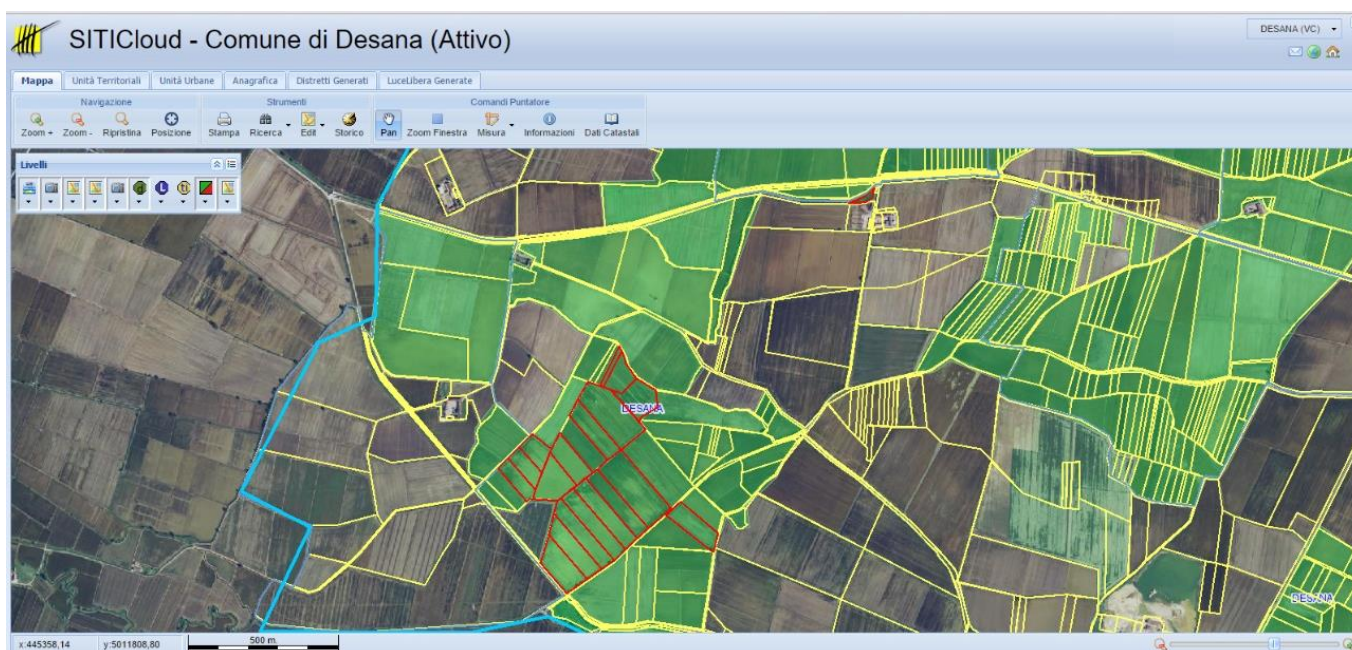 SITICloud - Comune di Desana (Attivo)
DESANA (VC)
Mappa Unità Territoriali Unità Urbane Anagrafica Distretti Generati LuceLibera Generate
Navigazione Strumenti Comandi Puntatore
Zoom + Zoom - Ripristina Posizione Stampa Ricerca Edit Storico Pan Zoom Finestra Misura Informazioni Dati Catastali
Livelli
DESANA
DESANA
x:445358,14 y:5011808,80 500 m.